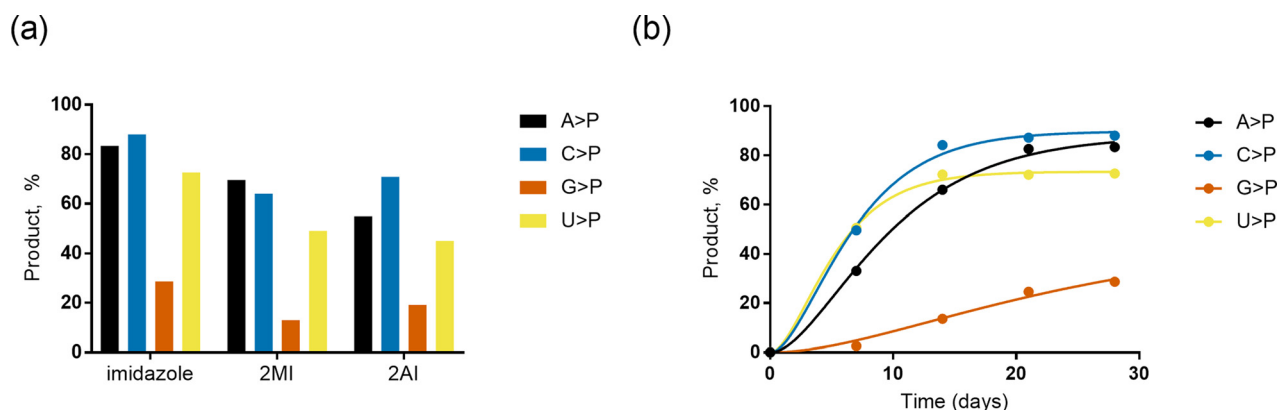 (a)
Product, %
100
80
60
40
20
0
imidazole 2MI 2AI
A>P
C>P
G>P
U>P
(b)
Product, %
100
80
60
40
20
0
0 10 20 30
Time (days)
A>P
C>P
G>P
U>P